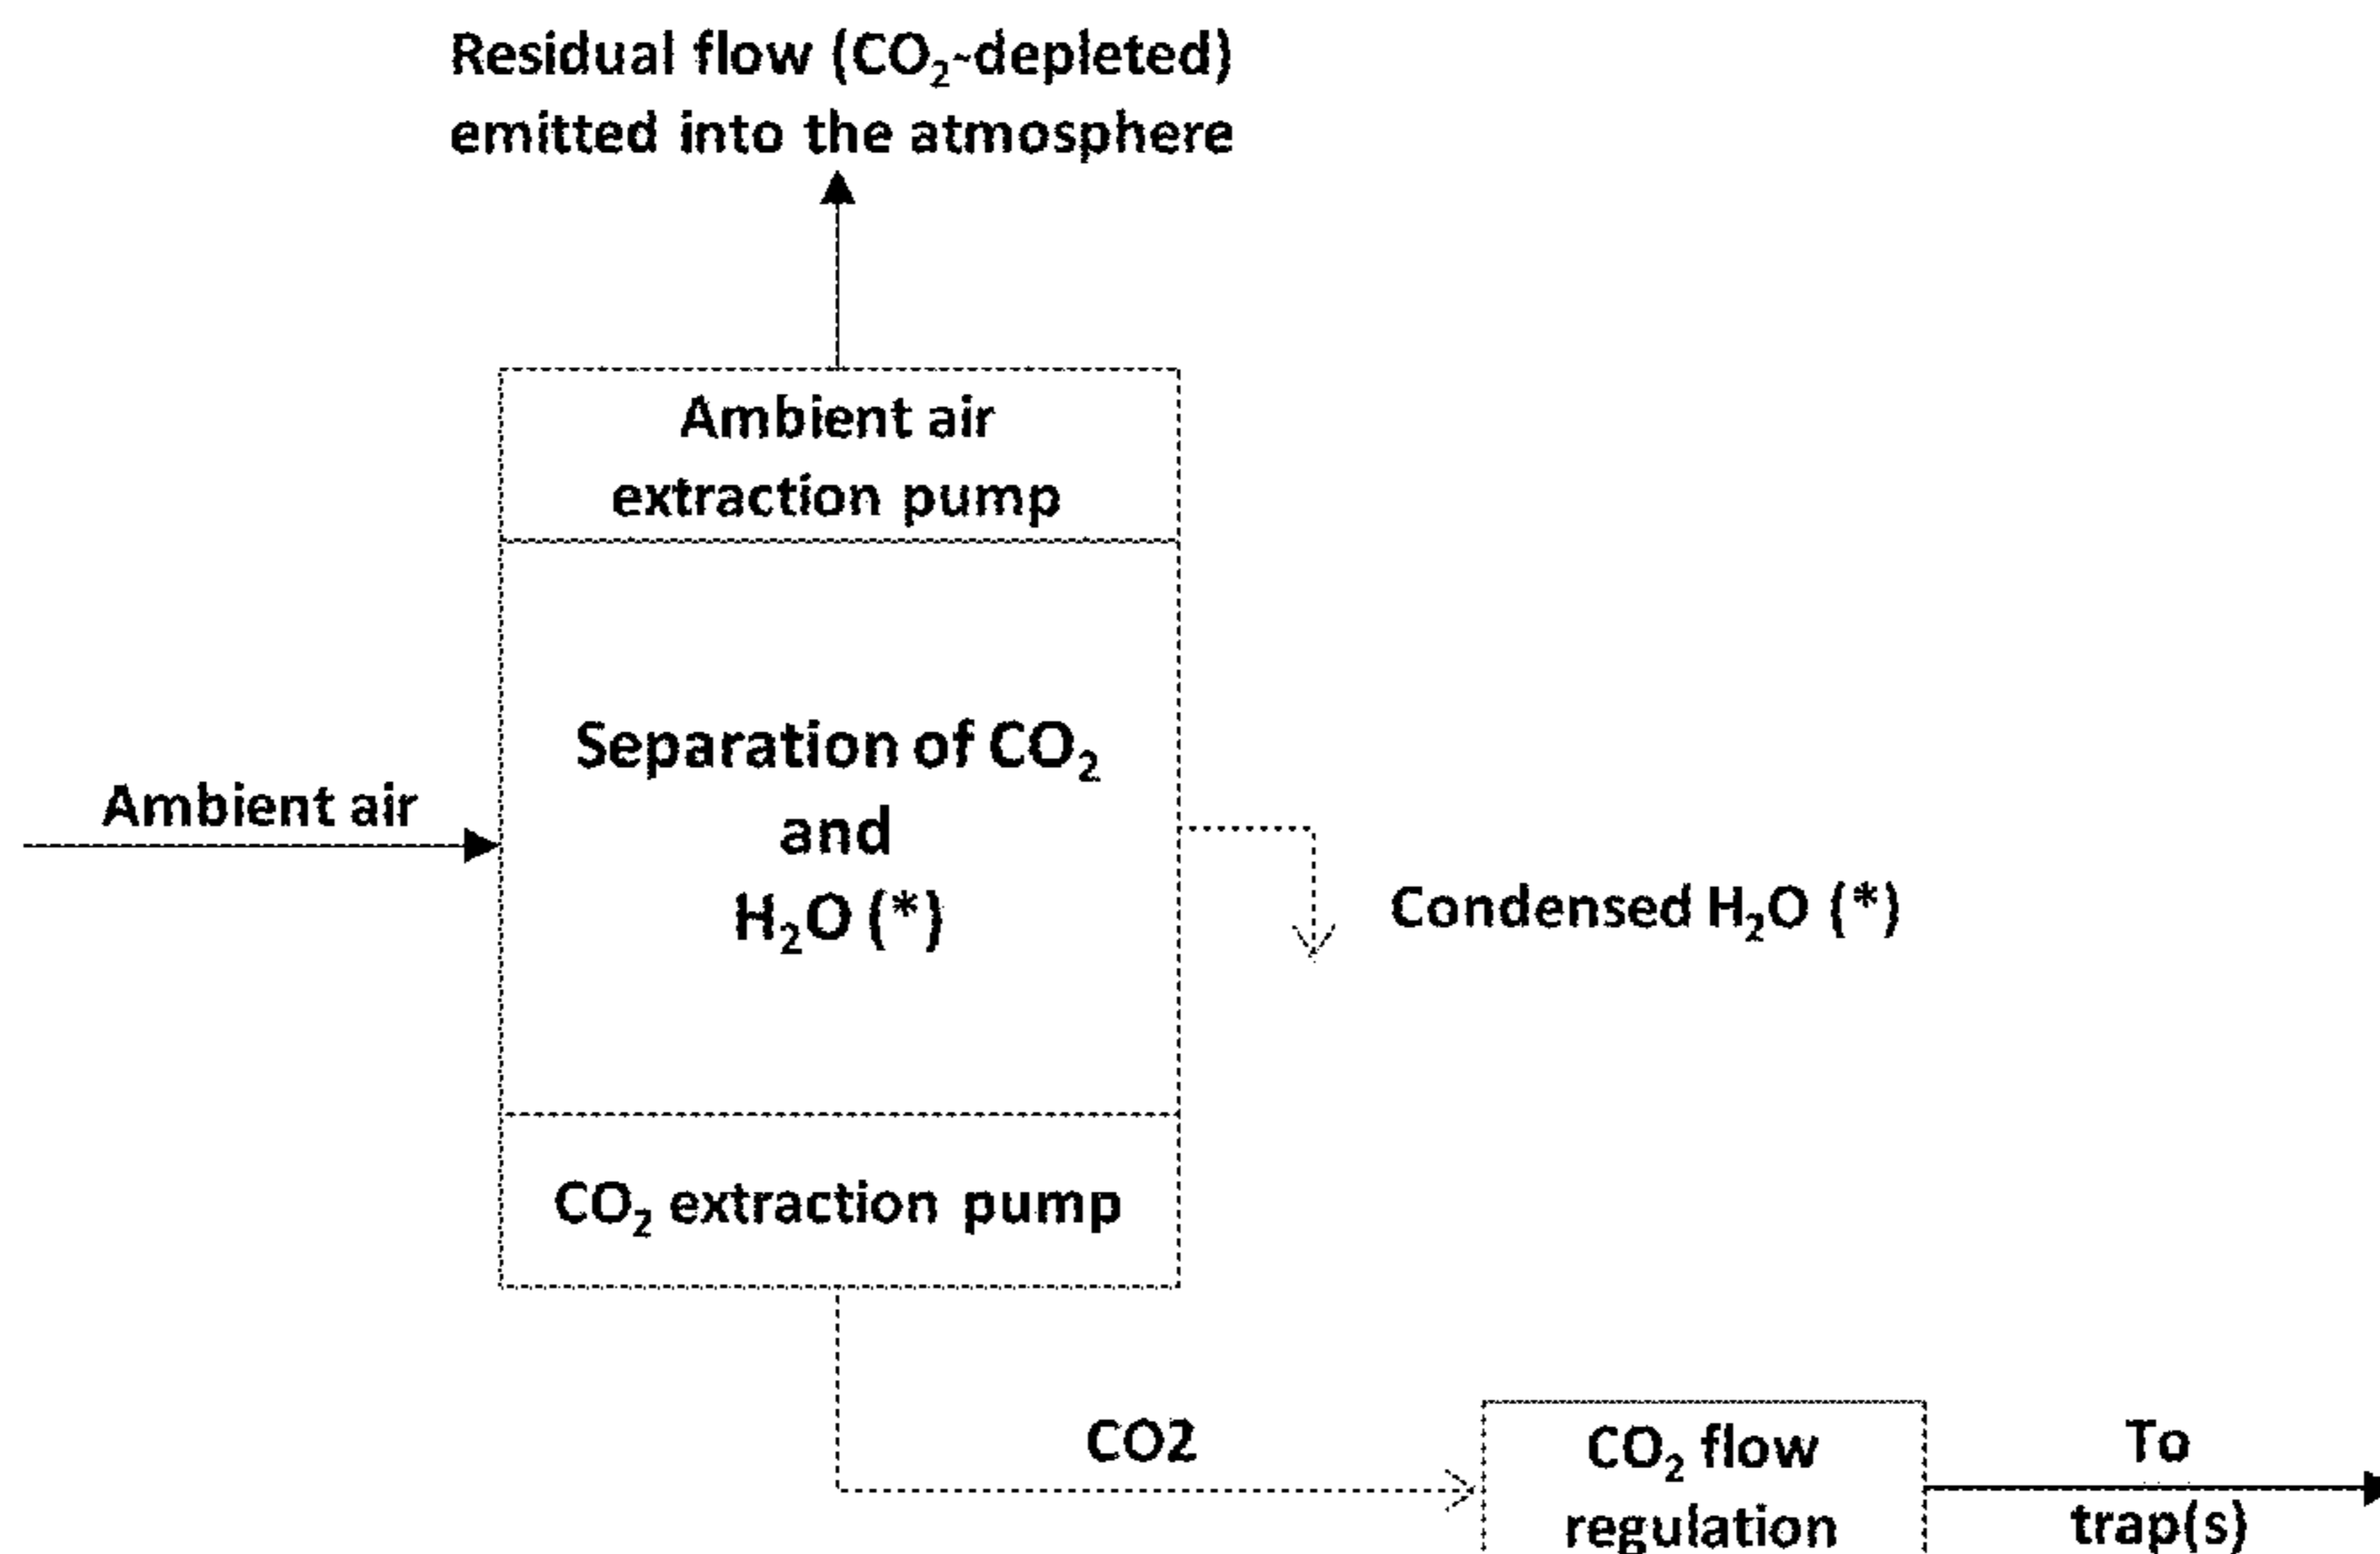 Residual flow (CO₂-depleted)
emitted into the atmosphere
Ambient air
extraction pump
Separation of CO₂
and
H₂O (*)
Ambient air
Condensed H₂O (*)
CO₂ extraction pump
CO2
CO₂ flow
regulation
To
trap(s)